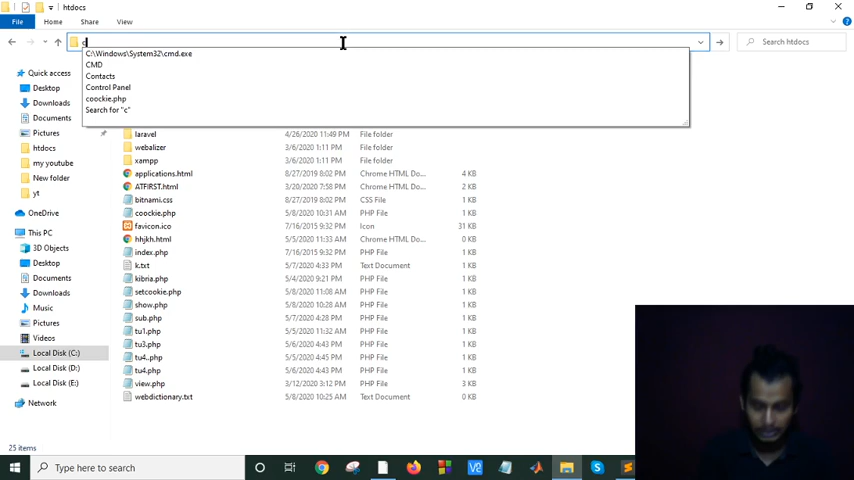 htdocs
File Home Share View
c Search htdocs
C:\Windows\System32\cmd.exe
CMD
Contacts
Control Panel
coockie.php
Search for "c"
Quick access
Desktop
Downloads
Documents
Pictures
htdocs
my youtube
New folder
yt
OneDrive
This PC
3D Objects
Desktop
Documents
Downloads
Music
Pictures
Videos
Local Disk (C:)
Local Disk (D:)
Local Disk (E:)
Network
laravel 4/26/2020 11:49 PM File folder
webalizer 3/6/2020 1:11 PM File folder
xampp 3/6/2020 1:11 PM File folder
applications.html 8/27/2019 8:02 PM Chrome HTML Do... 4 KB
ATFIRST.html 3/20/2020 7:58 PM Chrome HTML Do... 2 KB
bitnami.css 8/27/2019 8:02 PM CSS File 1 KB
coockie.php 5/8/2020 10:31 AM PHP File 1 KB
favicon.ico 7/16/2015 9:32 PM Icon 31 KB
hhjkh.html 5/5/2020 11:33 AM Chrome HTML Do... 0 KB
index.php 7/16/2015 9:32 PM PHP File 1 KB
k.txt 5/7/2020 4:33 PM Text Document 1 KB
kibria.php 5/4/2020 9:21 PM PHP File 1 KB
setcookie.php 5/8/2020 11:08 AM PHP File 1 KB
show.php 5/8/2020 10:28 AM PHP File 1 KB
sub.php 5/7/2020 4:28 PM PHP File 1 KB
tu1.php 5/5/2020 11:32 AM PHP File 1 KB
tu3.php 5/6/2020 4:43 PM PHP File 1 KB
tu4..php 5/5/2020 4:45 PM PHP File 1 KB
tu4.php 5/6/2020 4:43 PM PHP File 1 KB
view.php 3/12/2020 3:12 PM PHP File 3 KB
webdictionary.txt 5/8/2020 10:25 AM Text Document 1 KB
25 items
Type here to search